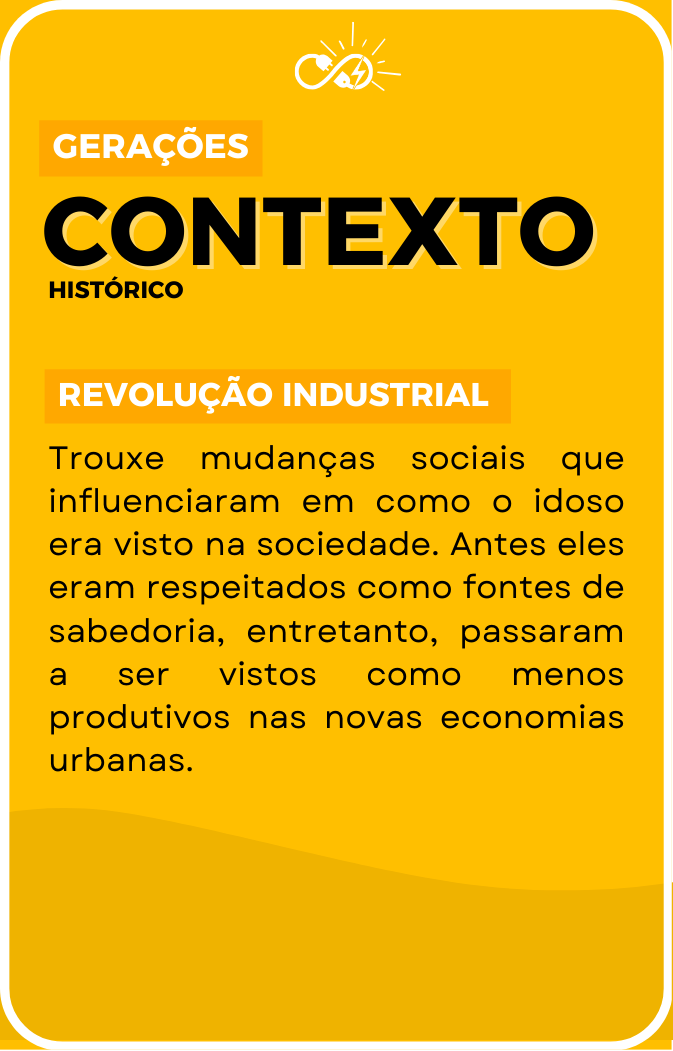 GERAÇÕES
CONTEXTO
HISTÓRICO
REVOLUÇÃO INDUSTRIAL
Trouxe mudanças sociais que
influenciaram em como o idoso
era visto na sociedade. Antes eles
eram respeitados como fontes de
sabedoria, entretanto, passaram
a ser vistos como menos
produtivos nas novas economias
urbanas.